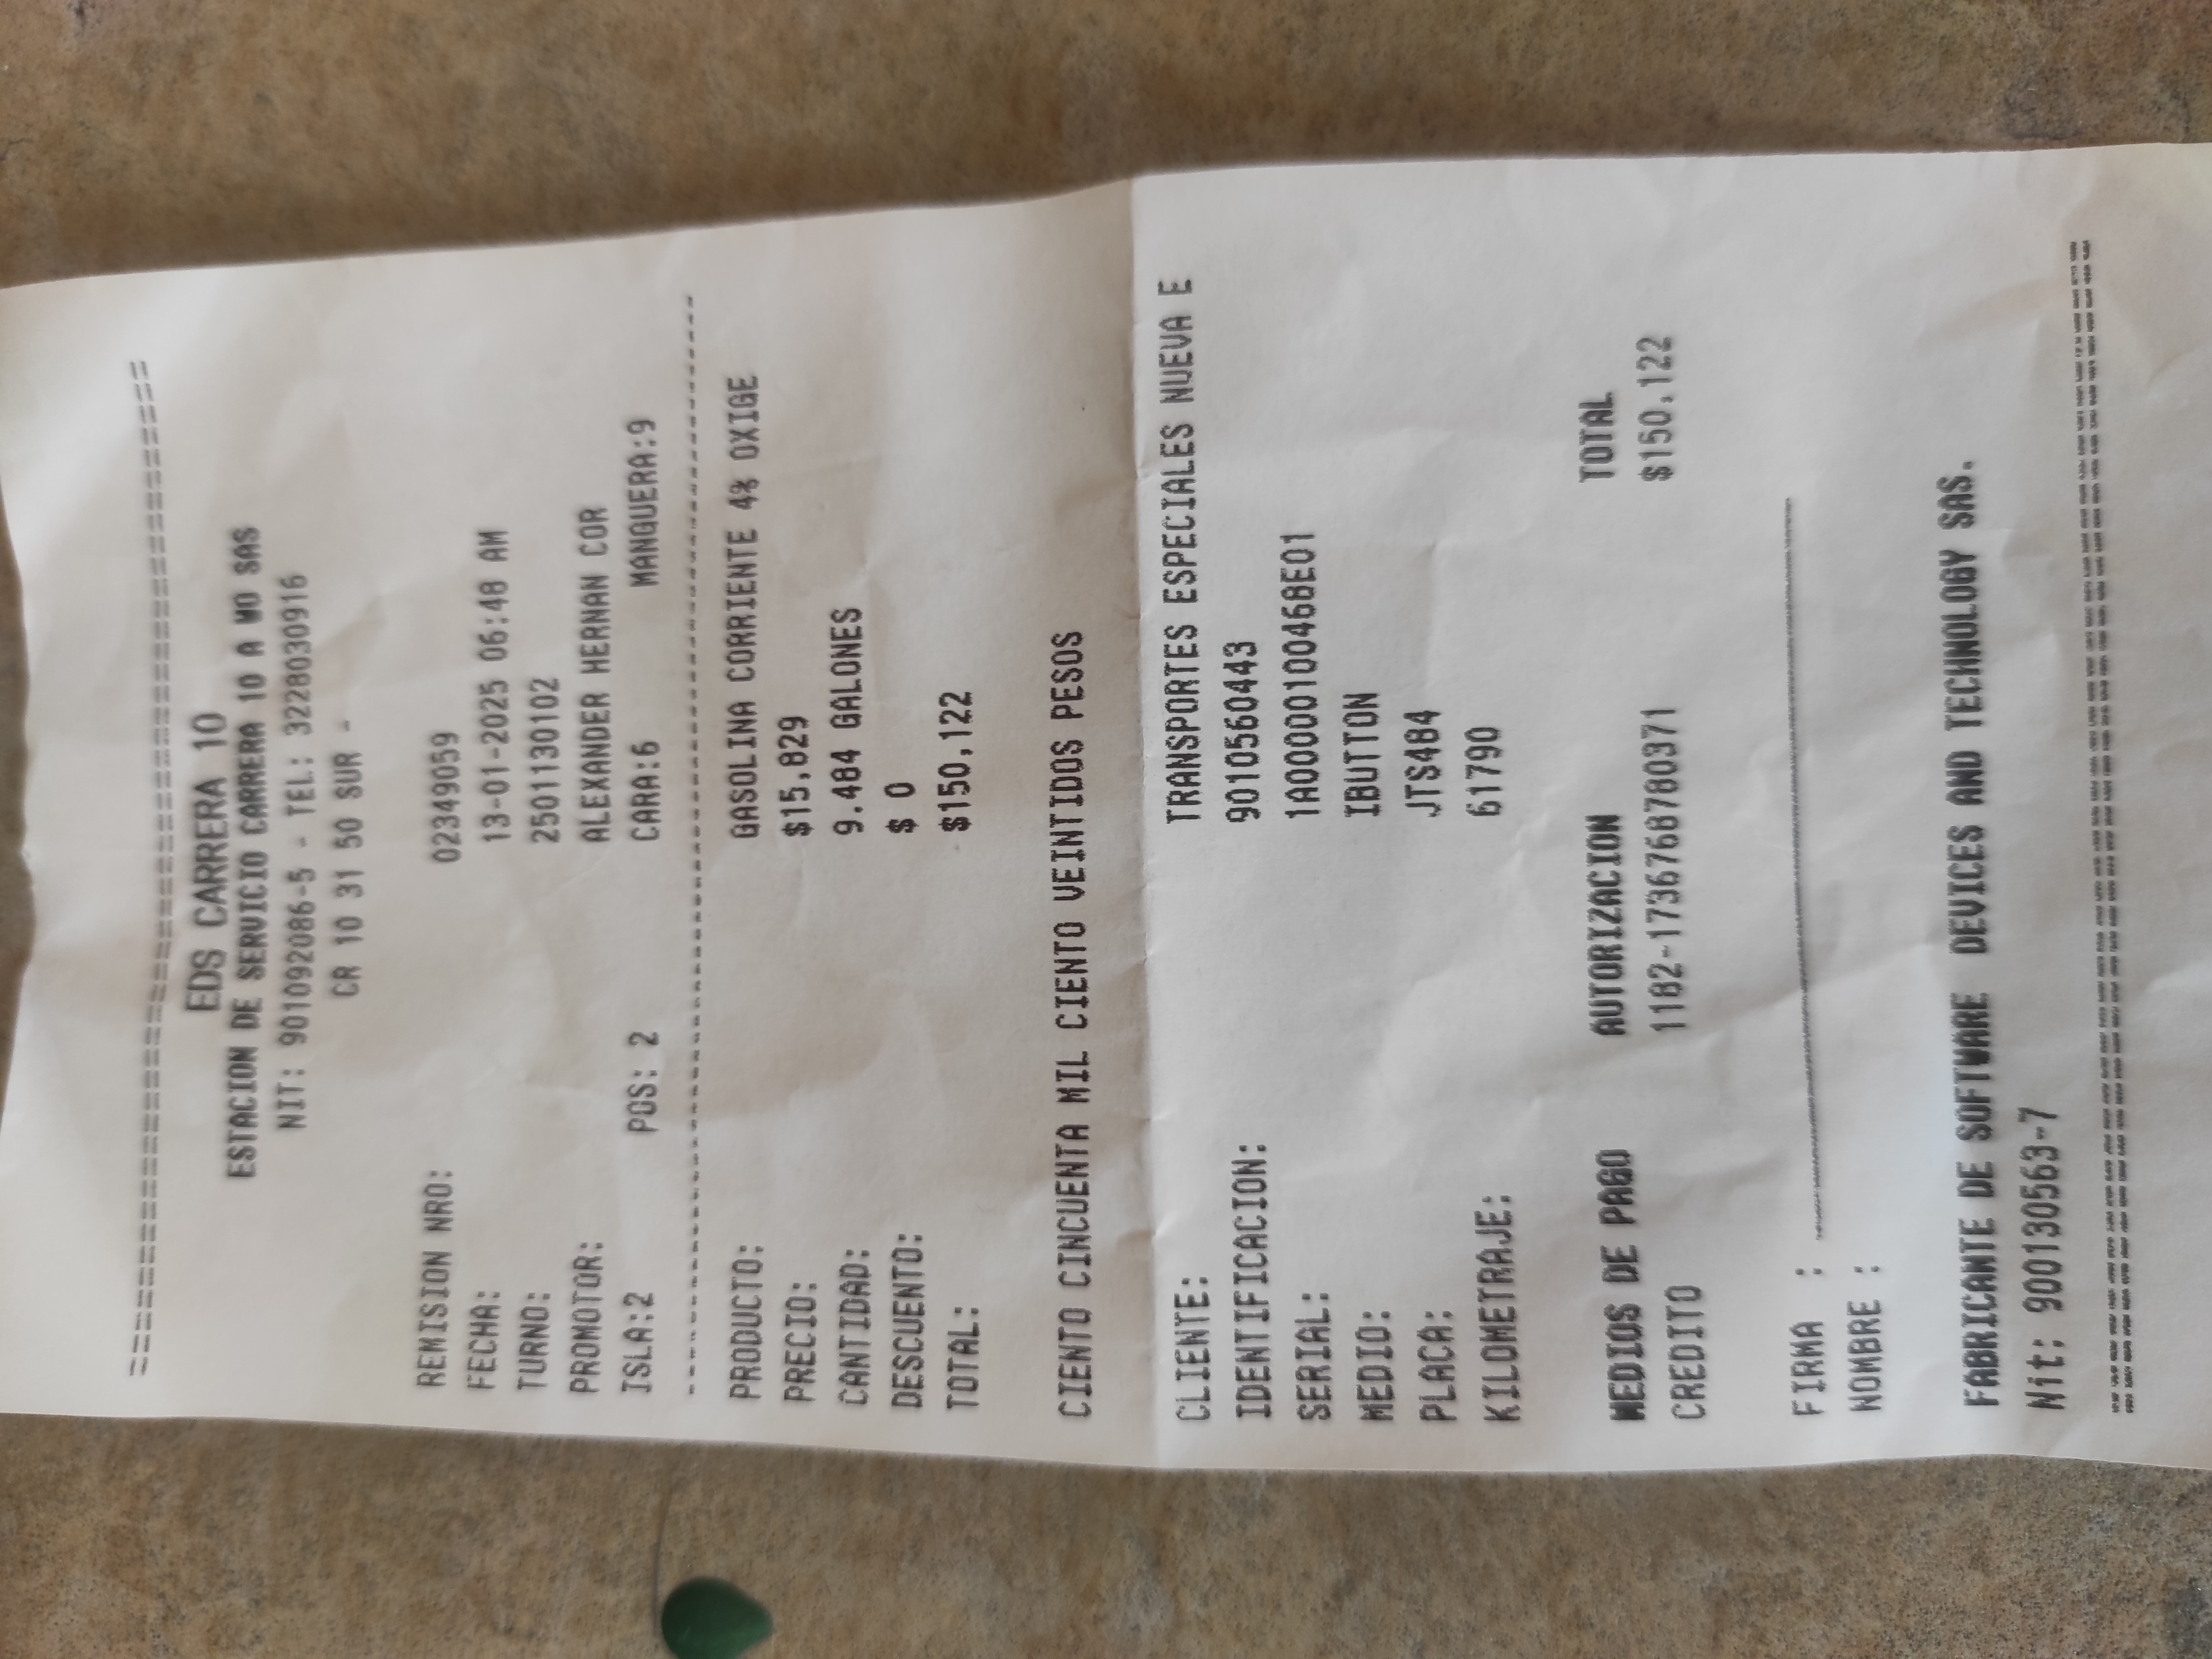 ========================================
EDS CARRERA 10
ESTACION DE SERVICIO CARRERA 10 A MO SAS
NIT: 901092086-5 - TEL: 3228030916
CR 10 31 50 SUR -
REMISION NRO: 02349059
FECHA: 13-01-2025 06:48 AM
TURNO: 2501130102
PROMOTOR: ALEXANDER HERNAN COR
ISLA:2 POS: 2 CARA:6 MANGUERA:9
----------------------------------------
PRODUCTO: GASOLINA CORRIENTE 4% OXIGE
PRECIO: $15,829
CANTIDAD: 9.484 GALONES
DESCUENTO: $ 0
TOTAL: $150,122
CIENTO CINCUENTA MIL CIENTO VEINTIDOS PESOS
CLIENTE: TRANSPORTES ESPECIALES NUEVA E
IDENTIFICACION: 9010560443
SERIAL: 1A0000010046BE01
MEDIO: IBUTTON
PLACA: JTS484
KILOMETRAJE: 61790
MEDIOS DE PAGO AUTORIZACION TOTAL
CREDITO 1182-1736768780371 $150,122
FIRMA : ______________________
NOMBRE :
FABRICANTE DE SOFTWARE DEVICES AND TECHNOLOGY SAS.
Nit: 900130563-7
========================================